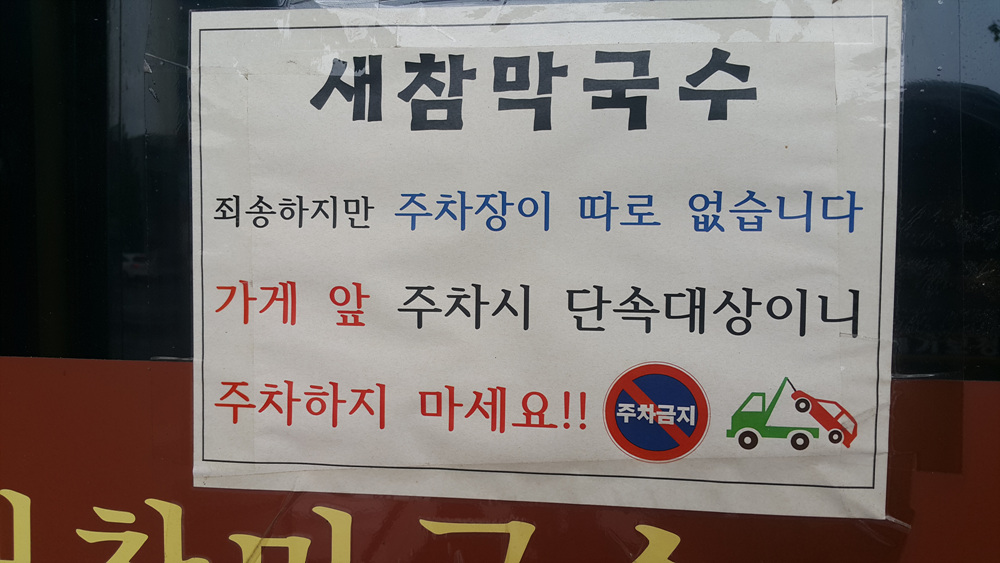 새참막국수
죄송하지만 주차장이 따로 없습니다
가게 앞 주차시 단속대상이니
주차하지 마세요!!
주차금지